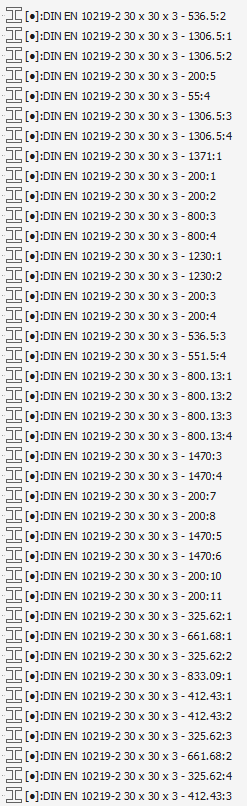 [•]:DIN EN 10219-2 30 x 30 x 3 - 536.5:2
[•]:DIN EN 10219-2 30 x 30 x 3 - 1306.5:1
[•]:DIN EN 10219-2 30 x 30 x 3 - 1306.5:2
[•]:DIN EN 10219-2 30 x 30 x 3 - 200:5
[•]:DIN EN 10219-2 30 x 30 x 3 - 55:4
[•]:DIN EN 10219-2 30 x 30 x 3 - 1306.5:3
[•]:DIN EN 10219-2 30 x 30 x 3 - 1306.5:4
[•]:DIN EN 10219-2 30 x 30 x 3 - 1371:1
[•]:DIN EN 10219-2 30 x 30 x 3 - 200:1
[•]:DIN EN 10219-2 30 x 30 x 3 - 200:2
[•]:DIN EN 10219-2 30 x 30 x 3 - 800:3
[•]:DIN EN 10219-2 30 x 30 x 3 - 800:4
[•]:DIN EN 10219-2 30 x 30 x 3 - 1230:1
[•]:DIN EN 10219-2 30 x 30 x 3 - 1230:2
[•]:DIN EN 10219-2 30 x 30 x 3 - 200:3
[•]:DIN EN 10219-2 30 x 30 x 3 - 200:4
[•]:DIN EN 10219-2 30 x 30 x 3 - 536.5:3
[•]:DIN EN 10219-2 30 x 30 x 3 - 551.5:4
[•]:DIN EN 10219-2 30 x 30 x 3 - 800.13:1
[•]:DIN EN 10219-2 30 x 30 x 3 - 800.13:2
[•]:DIN EN 10219-2 30 x 30 x 3 - 800.13:3
[•]:DIN EN 10219-2 30 x 30 x 3 - 800.13:4
[•]:DIN EN 10219-2 30 x 30 x 3 - 1470:3
[•]:DIN EN 10219-2 30 x 30 x 3 - 1470:4
[•]:DIN EN 10219-2 30 x 30 x 3 - 200:7
[•]:DIN EN 10219-2 30 x 30 x 3 - 200:8
[•]:DIN EN 10219-2 30 x 30 x 3 - 1470:5
[•]:DIN EN 10219-2 30 x 30 x 3 - 1470:6
[•]:DIN EN 10219-2 30 x 30 x 3 - 200:10
[•]:DIN EN 10219-2 30 x 30 x 3 - 200:11
[•]:DIN EN 10219-2 30 x 30 x 3 - 325.62:1
[•]:DIN EN 10219-2 30 x 30 x 3 - 661.68:1
[•]:DIN EN 10219-2 30 x 30 x 3 - 325.62:2
[•]:DIN EN 10219-2 30 x 30 x 3 - 833.09:1
[•]:DIN EN 10219-2 30 x 30 x 3 - 412.43:1
[•]:DIN EN 10219-2 30 x 30 x 3 - 412.43:2
[•]:DIN EN 10219-2 30 x 30 x 3 - 325.62:3
[•]:DIN EN 10219-2 30 x 30 x 3 - 661.68:2
[•]:DIN EN 10219-2 30 x 30 x 3 - 325.62:4
[•]:DIN EN 10219-2 30 x 30 x 3 - 412.43:3